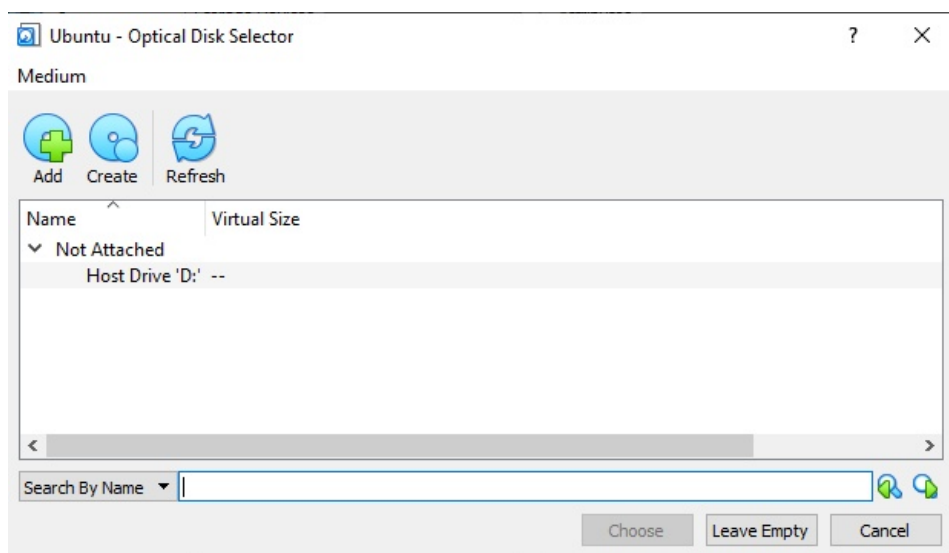 Ubuntu - Optical Disk Selector ?
Medium
Add Create Refresh
Name Virtual Size
Not Attached
Host Drive 'D:' --
Search By Name
Choose Leave Empty Cancel